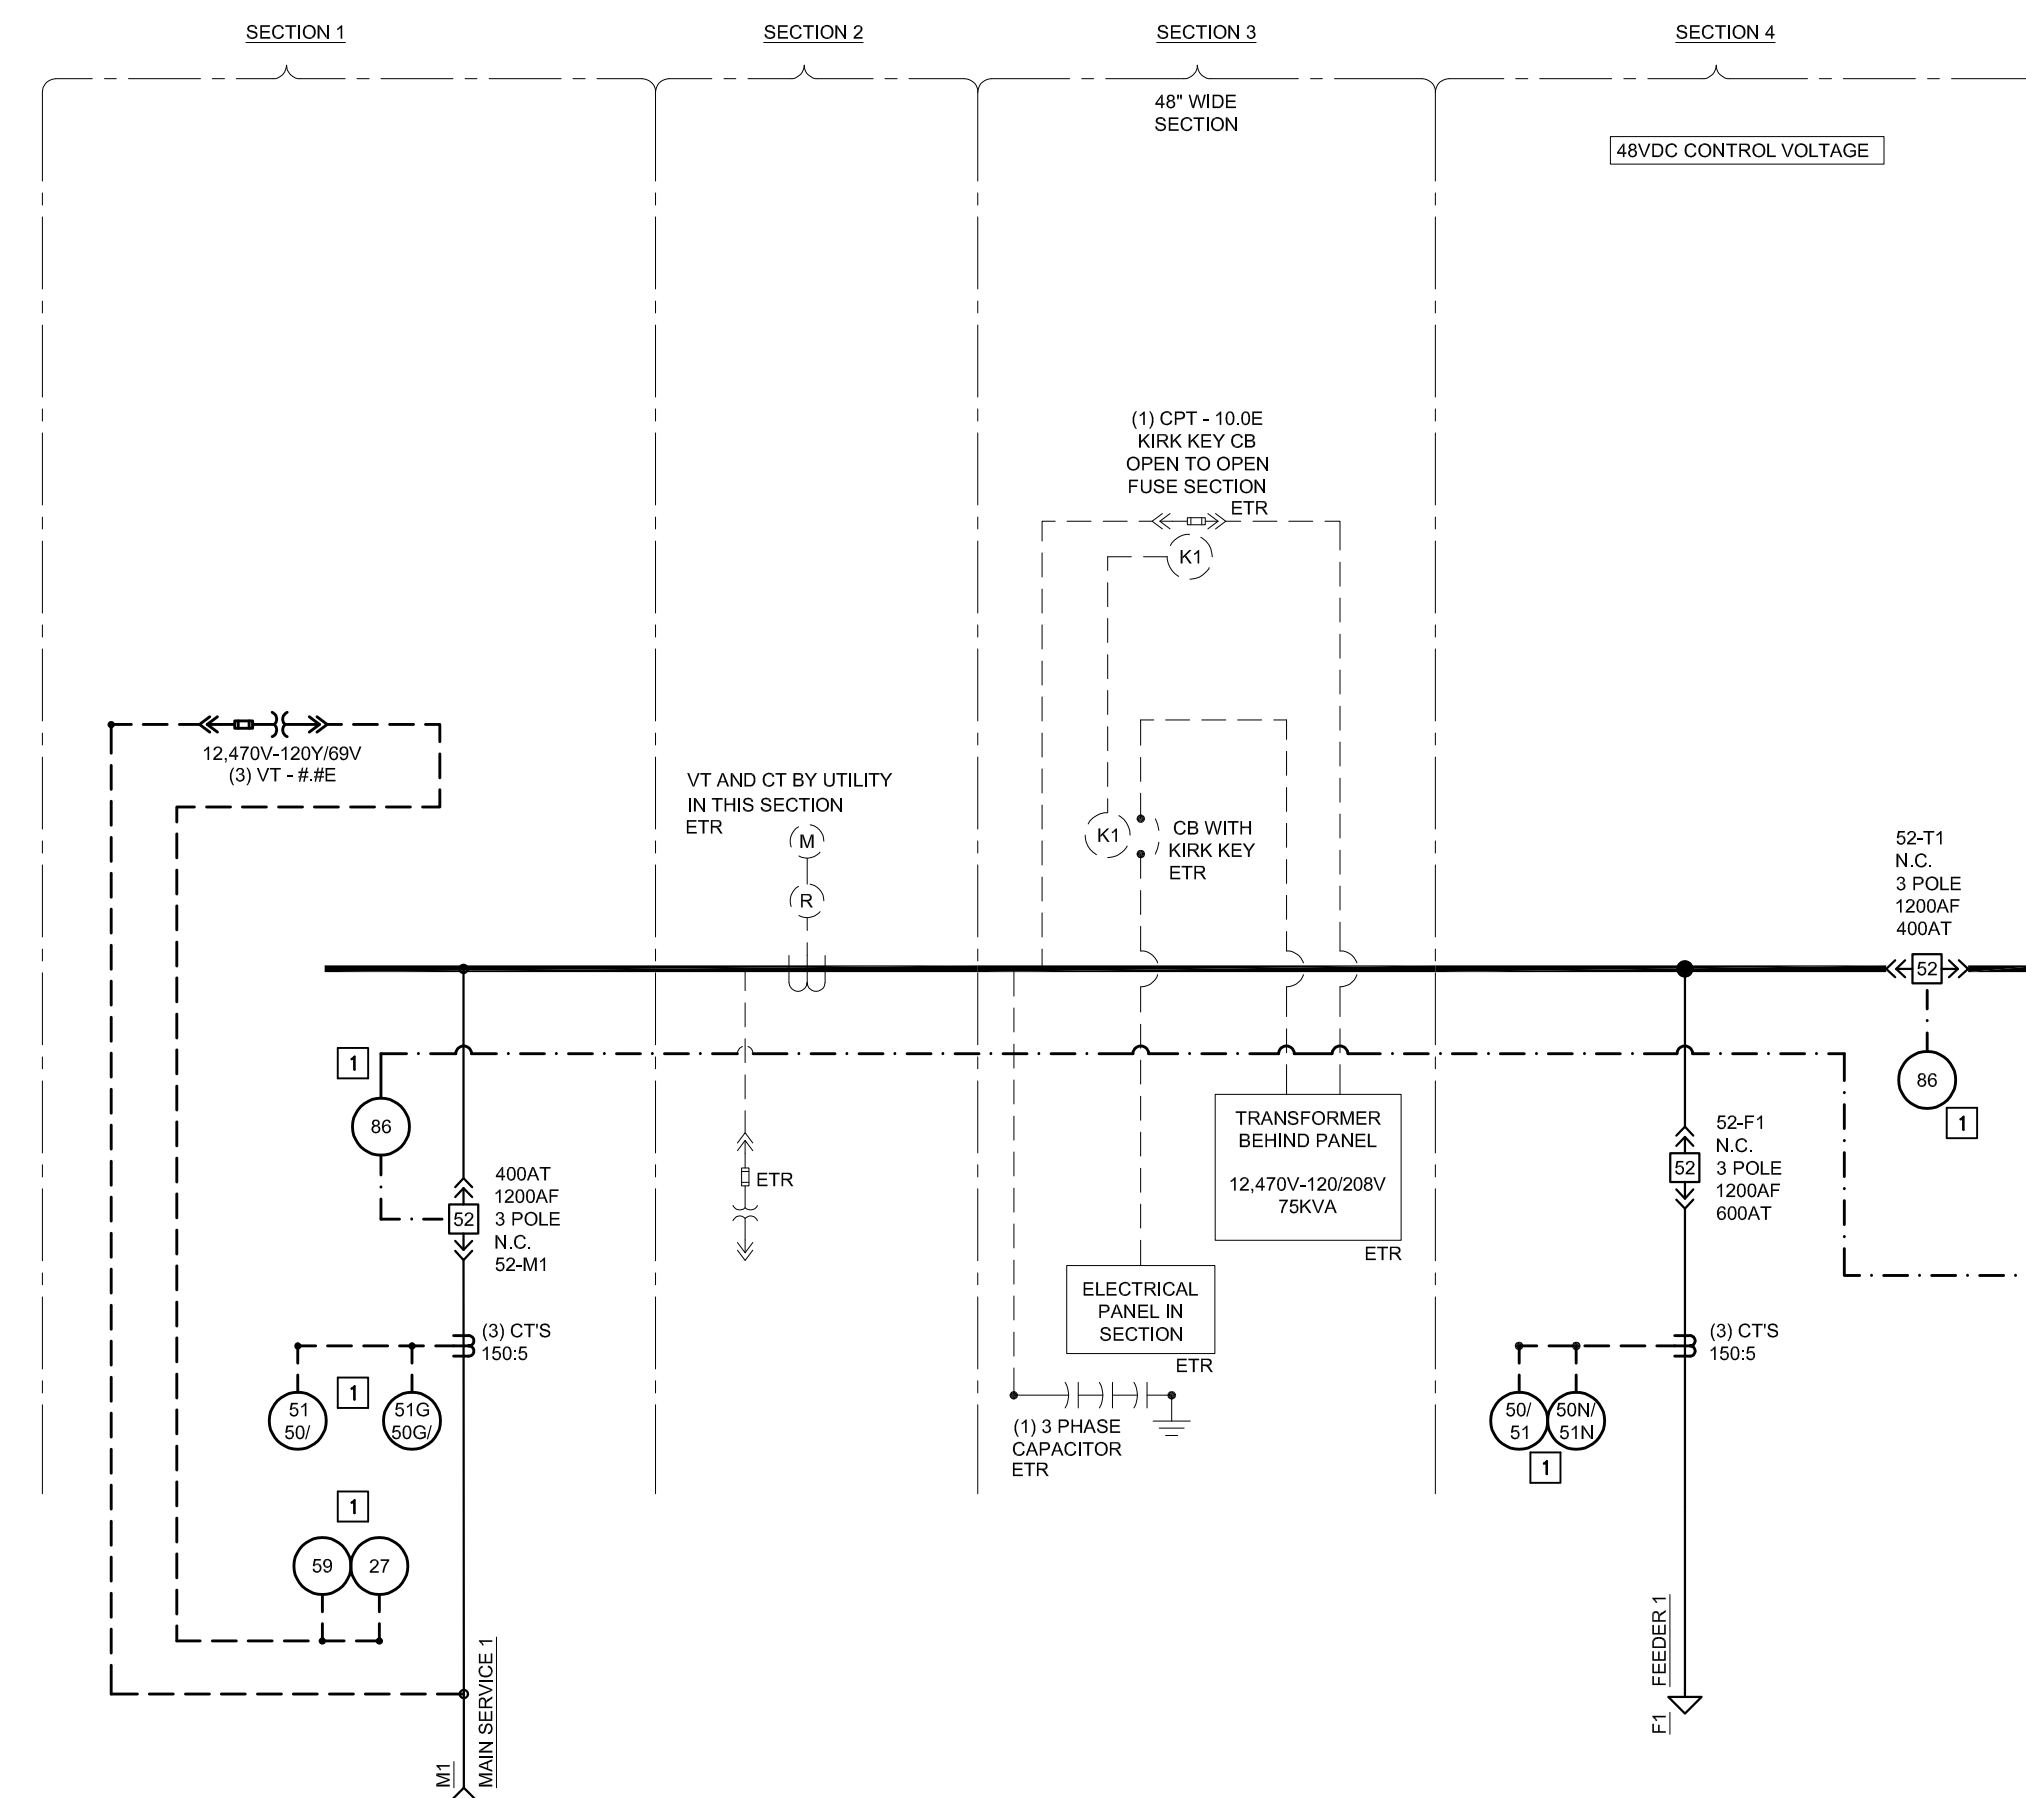 SECTION 1
SECTION 2
SECTION 3
SECTION 4
48" WIDE
SECTION
48VDC CONTROL VOLTAGE
(1) CPT - 10.0E
KIRK KEY CB
OPEN TO OPEN
FUSE SECTION
ETR
K1
12,470V-120Y/69V
(3) VT - #.#E
VT AND CT BY UTILITY
IN THIS SECTION
ETR
M
R
K1
CB WITH
KIRK KEY
ETR
52-T1
N.C.
3 POLE
1200AF
400AT
52
86
1
1
86
400AT
1200AF
3 POLE
N.C.
52-M1
52
ETR
TRANSFORMER
BEHIND PANEL
12,470V-120/208V
75KVA
ETR
52-F1
N.C.
3 POLE
1200AF
600AT
52
ELECTRICAL
PANEL IN
SECTION
ETR
(3) CT'S
150:5
51
50/
1
51G
50G/
(1) 3 PHASE
CAPACITOR
ETR
(3) CT'S
150:5
50/
51
50N/
51N
1
1
59
27
MAIN SERVICE 1
M1
FEEDER 1
F1